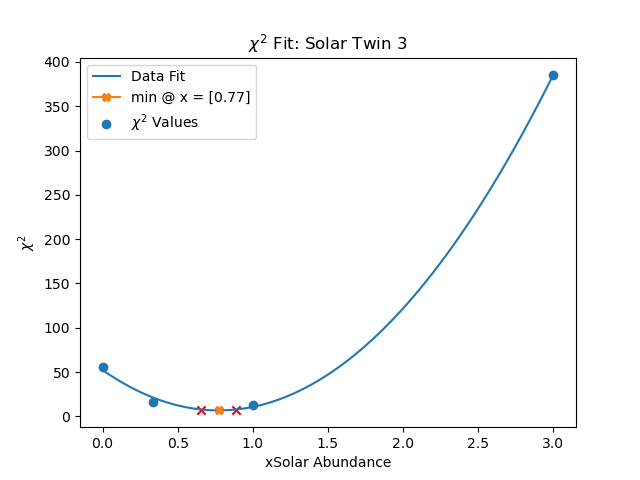 χ² Fit: Solar Twin 3
Data Fit
min @ x = [0.77]
χ² Values
400
350
300
250
200
150
100
50
0
χ²
0.0 0.5 1.0 1.5 2.0 2.5 3.0
xSolar Abundance